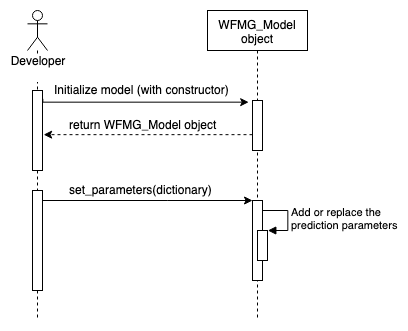 WFMG_Model
object
Developer
Initialize model (with constructor)
return WFMG_Model object
set_parameters(dictionary)
Add or replace the
prediction parameters